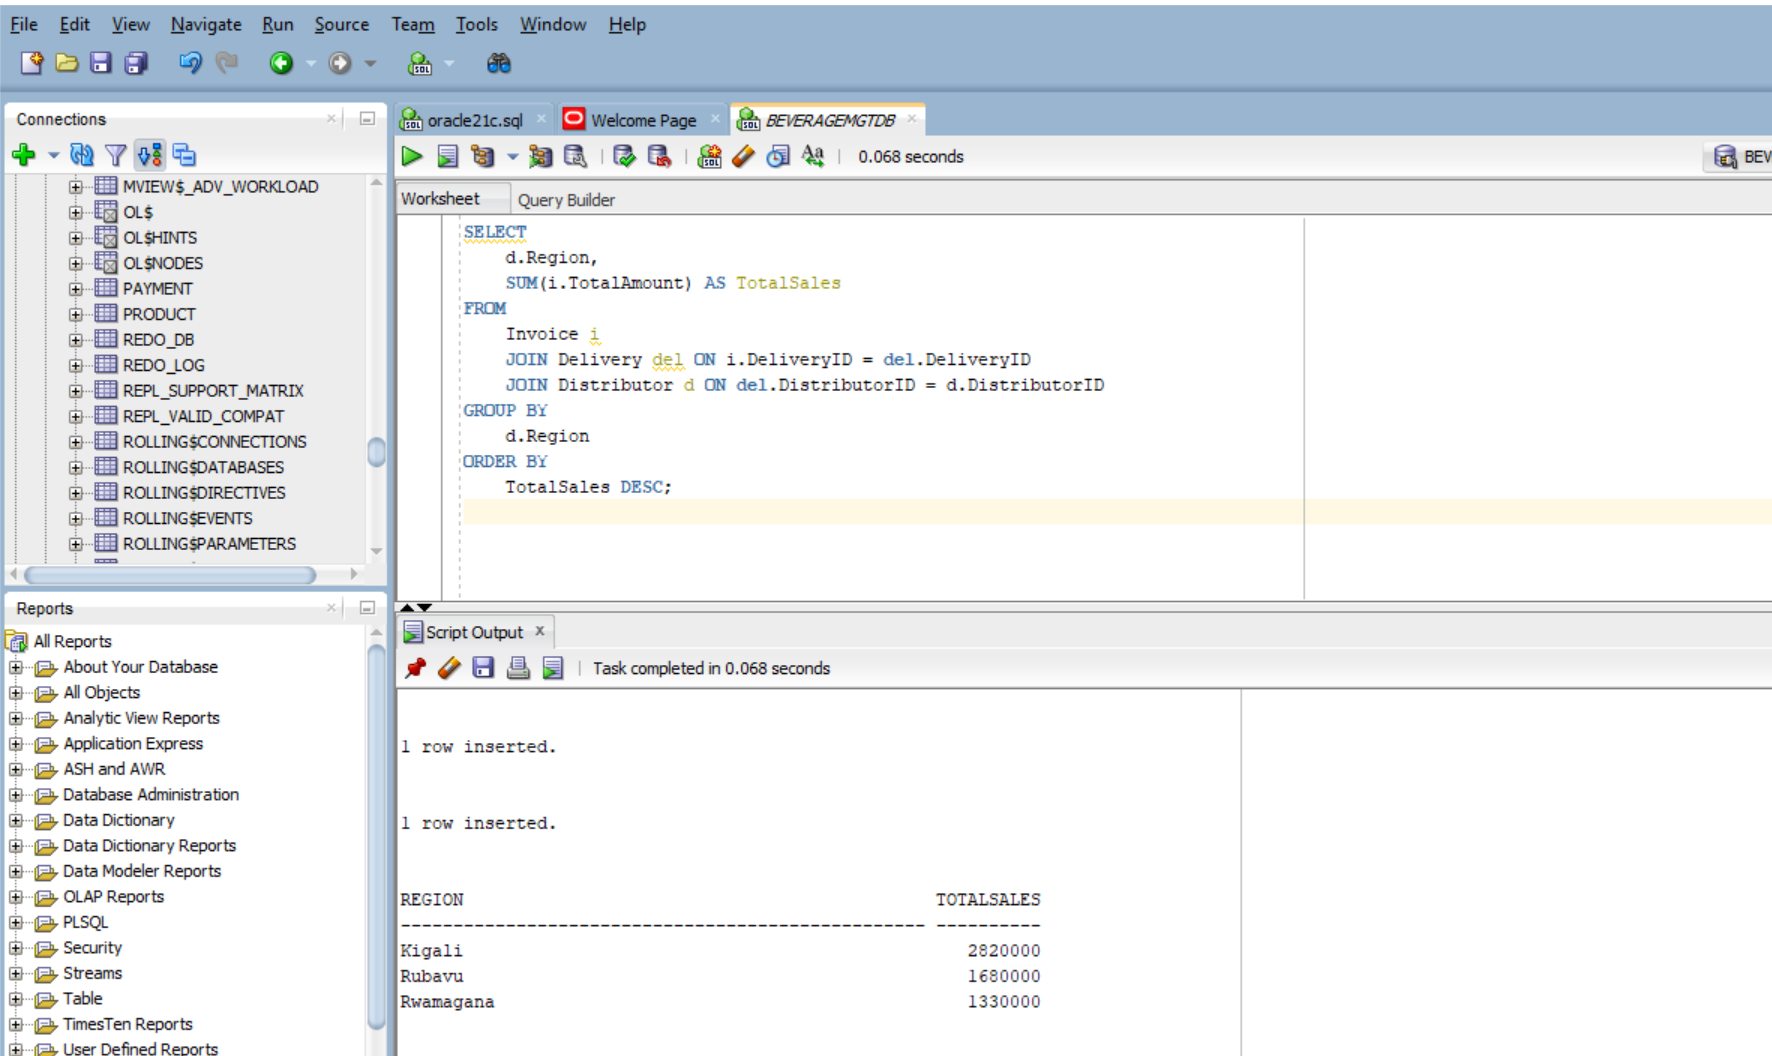 File Edit View Navigate Run Source Team Tools Window Help
Connections
MVIEW$_ADV_WORKLOAD
OL$
OL$HINTS
OL$NODES
PAYMENT
PRODUCT
REDO_DB
REDO_LOG
REPL_SUPPORT_MATRIX
REPL_VALID_COMPAT
ROLLING$CONNECTIONS
ROLLING$DATABASES
ROLLING$DIRECTIVES
ROLLING$EVENTS
ROLLING$PARAMETERS
Reports
All Reports
About Your Database
All Objects
Analytic View Reports
Application Express
ASH and AWR
Database Administration
Data Dictionary
Data Dictionary Reports
Data Modeler Reports
OLAP Reports
PLSQL
Security
Streams
Table
TimesTen Reports
User Defined Reports
oracle21c.sql Welcome Page BEVERAGEMGTDB
0.068 seconds BEV
Worksheet Query Builder
SELECT
d.Region,
SUM(i.TotalAmount) AS TotalSales
FROM
Invoice i
JOIN Delivery del ON i.DeliveryID = del.DeliveryID
JOIN Distributor d ON del.DistributorID = d.DistributorID
GROUP BY
d.Region
ORDER BY
TotalSales DESC;
Script Output x
Task completed in 0.068 seconds
1 row inserted.
1 row inserted.
REGION TOTALSALES
-------------------------------------------------- ----------
Kigali 2820000
Rubavu 1680000
Rwamagana 1330000